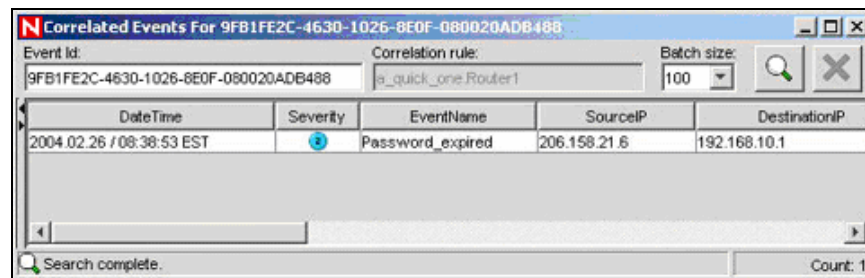 N Correlated Events For 9FB1FE2C-4630-1026-8E0F-080020ADB488
Event Id: Correlation rule: Batch size:
9FB1FE2C-4630-1026-8E0F-080020ADB488 a_quick_one.Router1 100
DateTime Severity EventName SourceIP DestinationIP
2004.02.26 / 08:38:53 EST 2 Password_expired 206.158.21.6 192.168.10.1
Search complete. Count: 1